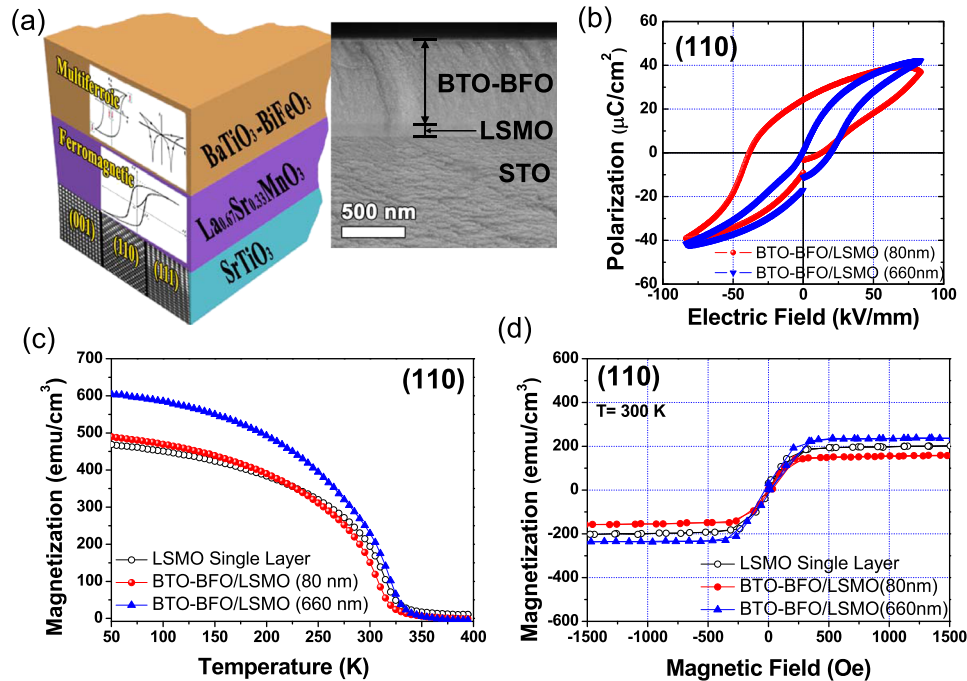 (a)
Multiferroic
BaTiO3-BiFeO3
Ferromagnetic
La0.67Sr0.33MnO3
(001)
(110)
(111)
SrTiO3
BTO-BFO
LSMO
STO
500 nm
(b)
(110)
Polarization (μC/cm²)
60
40
20
0
-20
-40
-60
BTO-BFO/LSMO (80nm)
BTO-BFO/LSMO (660nm)
-100 -50 0 50 100
Electric Field (kV/mm)
(c)
(110)
Magnetization (emu/cm³)
700
600
500
400
300
200
100
0
LSMO Single Layer
BTO-BFO/LSMO (80 nm)
BTO-BFO/LSMO (660 nm)
50 100 150 200 250 300 350 400
Temperature (K)
(d)
(110)
T= 300 K
Magnetization (emu/cm³)
600
400
200
0
-200
-400
-600
LSMO Single Layer
BTO-BFO/LSMO(80nm)
BTO-BFO/LSMO(660nm)
-1500 -1000 -500 0 500 1000 1500
Magnetic Field (Oe)